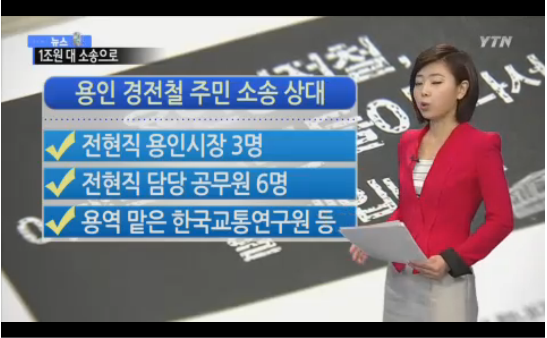 뉴스
YTN
1조원 대 소송으로
용인 경전철 주민 소송 상대
전현직 용인시장 3명
전현직 담당 공무원 6명
용역 맡은 한국교통연구원 등